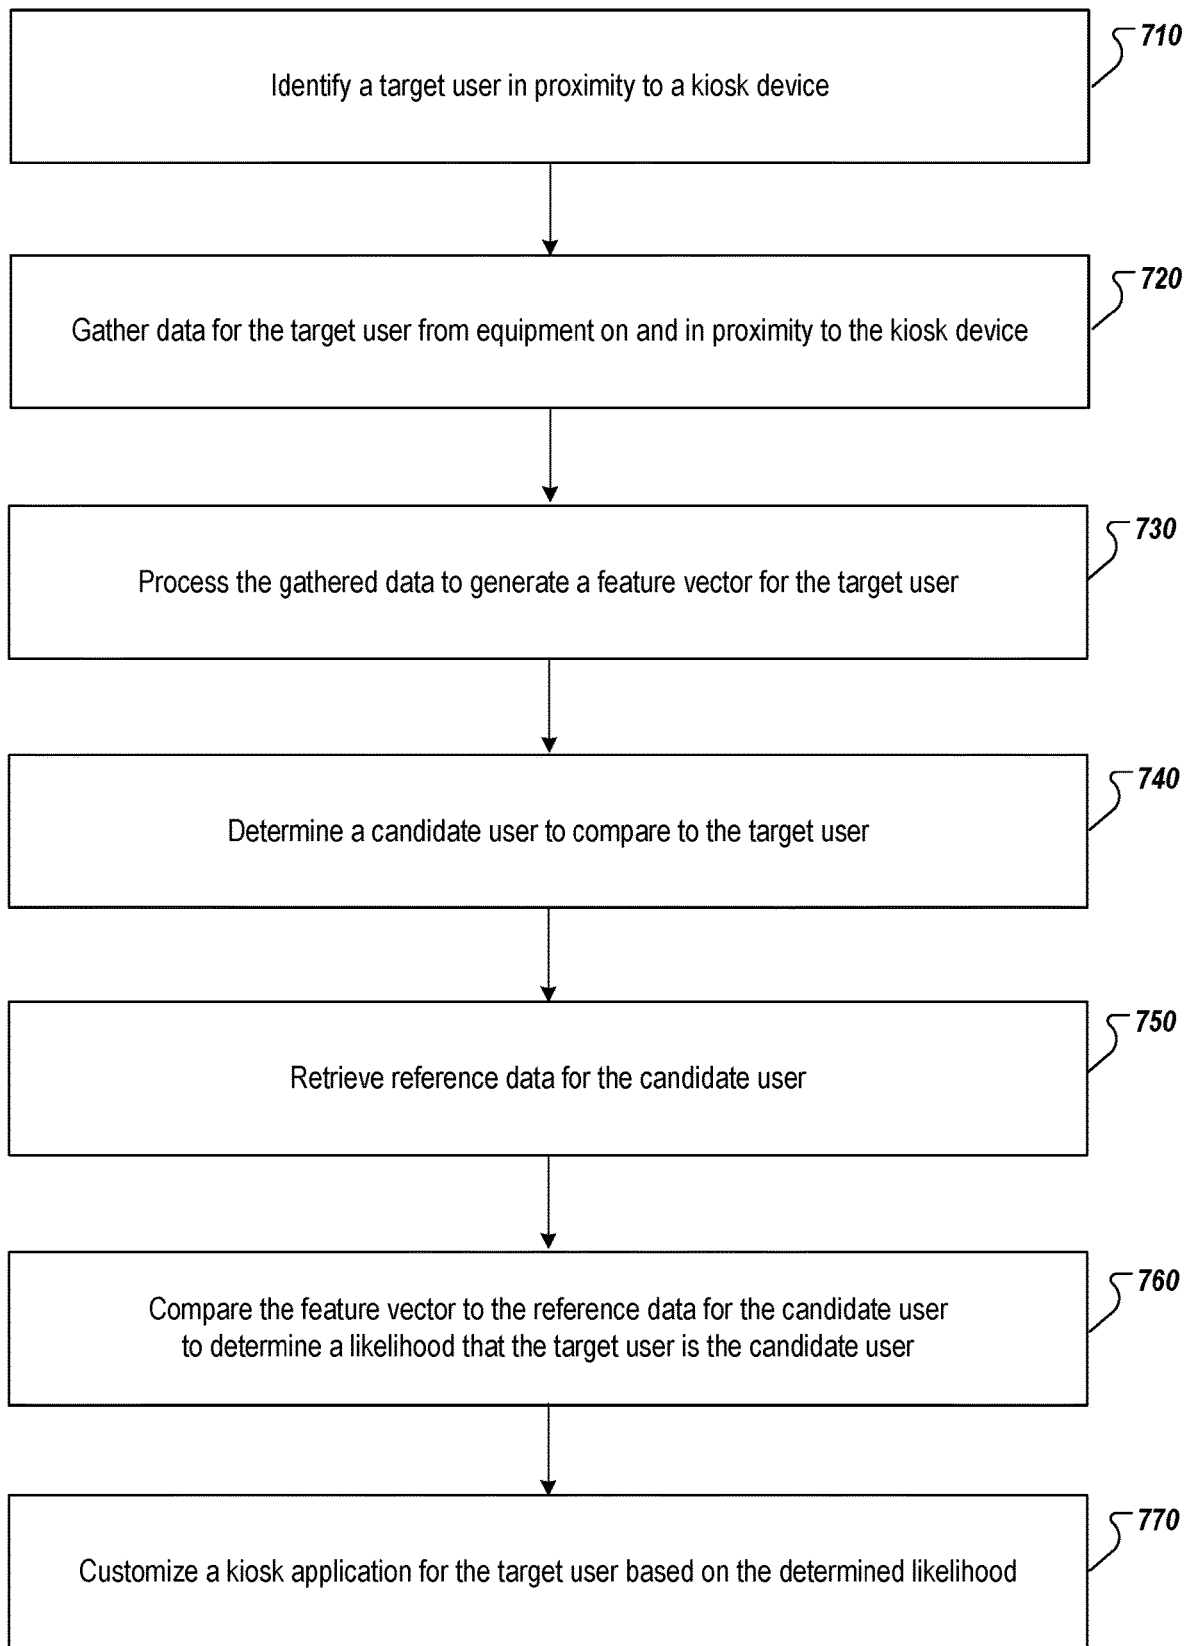 710
Identify a target user in proximity to a kiosk device
720
Gather data for the target user from equipment on and in proximity to the kiosk device
730
Process the gathered data to generate a feature vector for the target user
740
Determine a candidate user to compare to the target user
750
Retrieve reference data for the candidate user
760
Compare the feature vector to the reference data for the candidate user
to determine a likelihood that the target user is the candidate user
770
Customize a kiosk application for the target user based on the determined likelihood